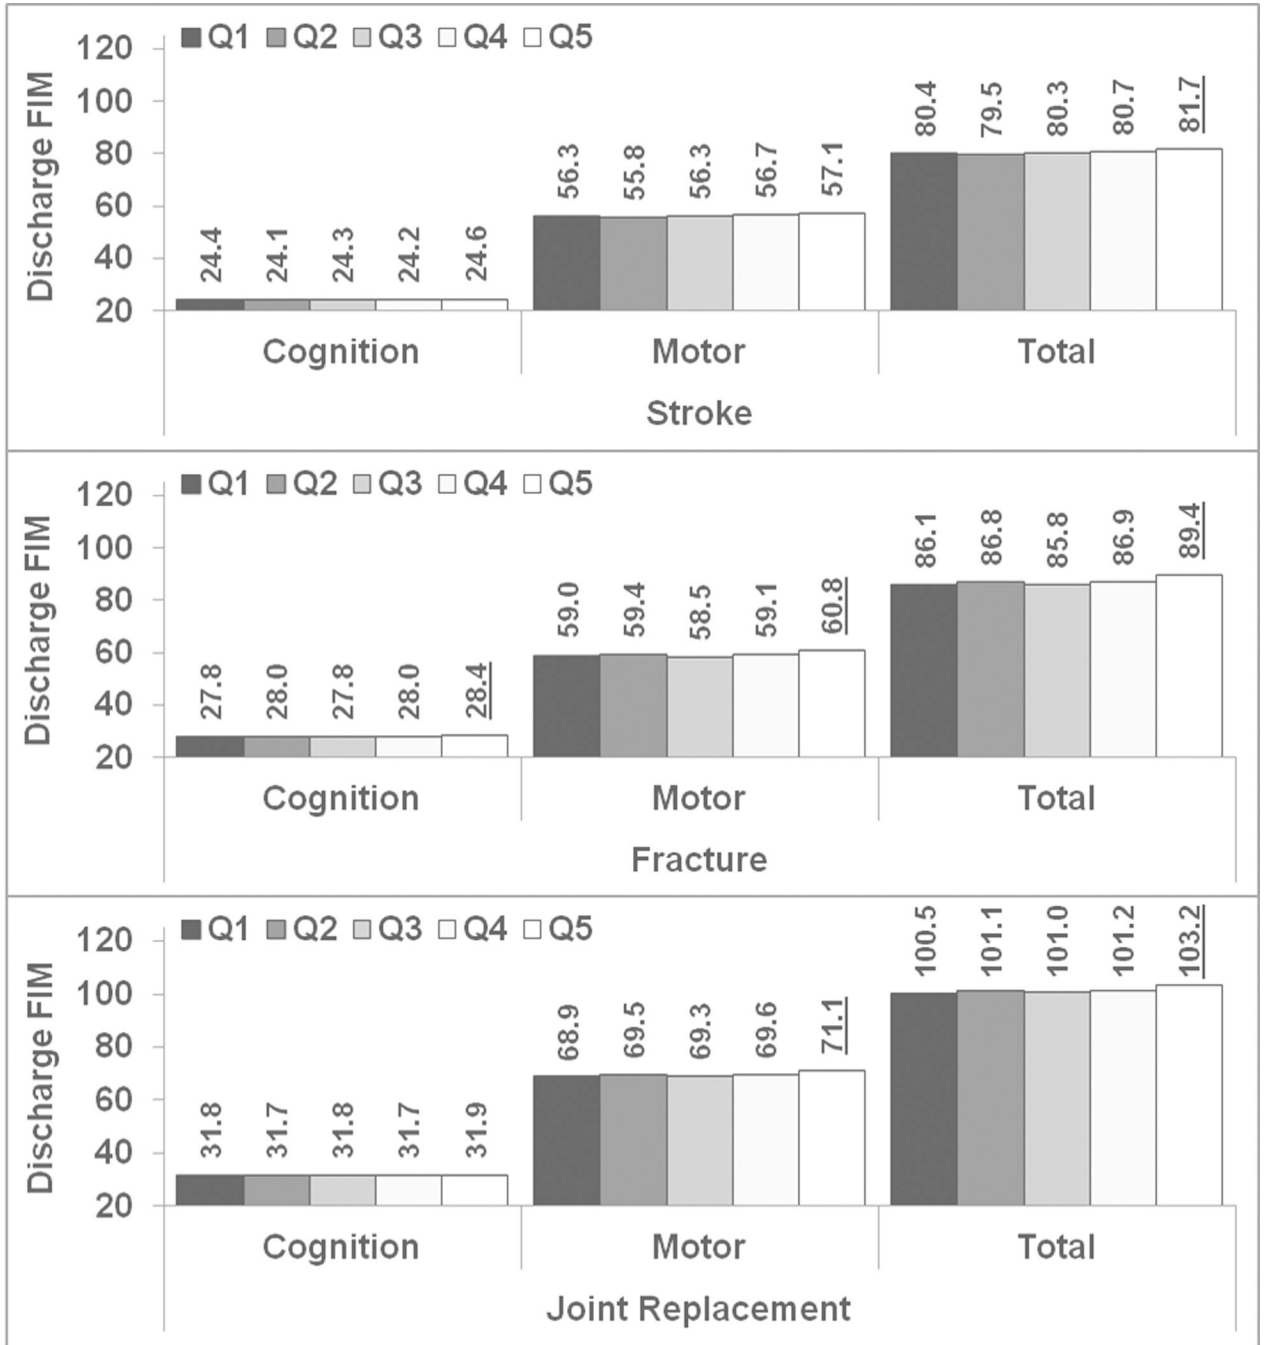 Q1 Q2 Q3 Q4 Q5
Discharge FIM
120
100
80
60
40
20
24.4 24.1 24.3 24.2 24.6
56.3 55.8 56.3 56.7 57.1
80.4 79.5 80.3 80.7 81.7
Cognition Motor Total
Stroke
Q1 Q2 Q3 Q4 Q5
Discharge FIM
120
100
80
60
40
20
27.8 28.0 27.8 28.0 28.4
59.0 59.4 58.5 59.1 60.8
86.1 86.8 85.8 86.9 89.4
Cognition Motor Total
Fracture
Q1 Q2 Q3 Q4 Q5
Discharge FIM
120
100
80
60
40
20
31.8 31.7 31.8 31.7 31.9
68.9 69.5 69.3 69.6 71.1
100.5 101.1 101.0 101.2 103.2
Cognition Motor Total
Joint Replacement